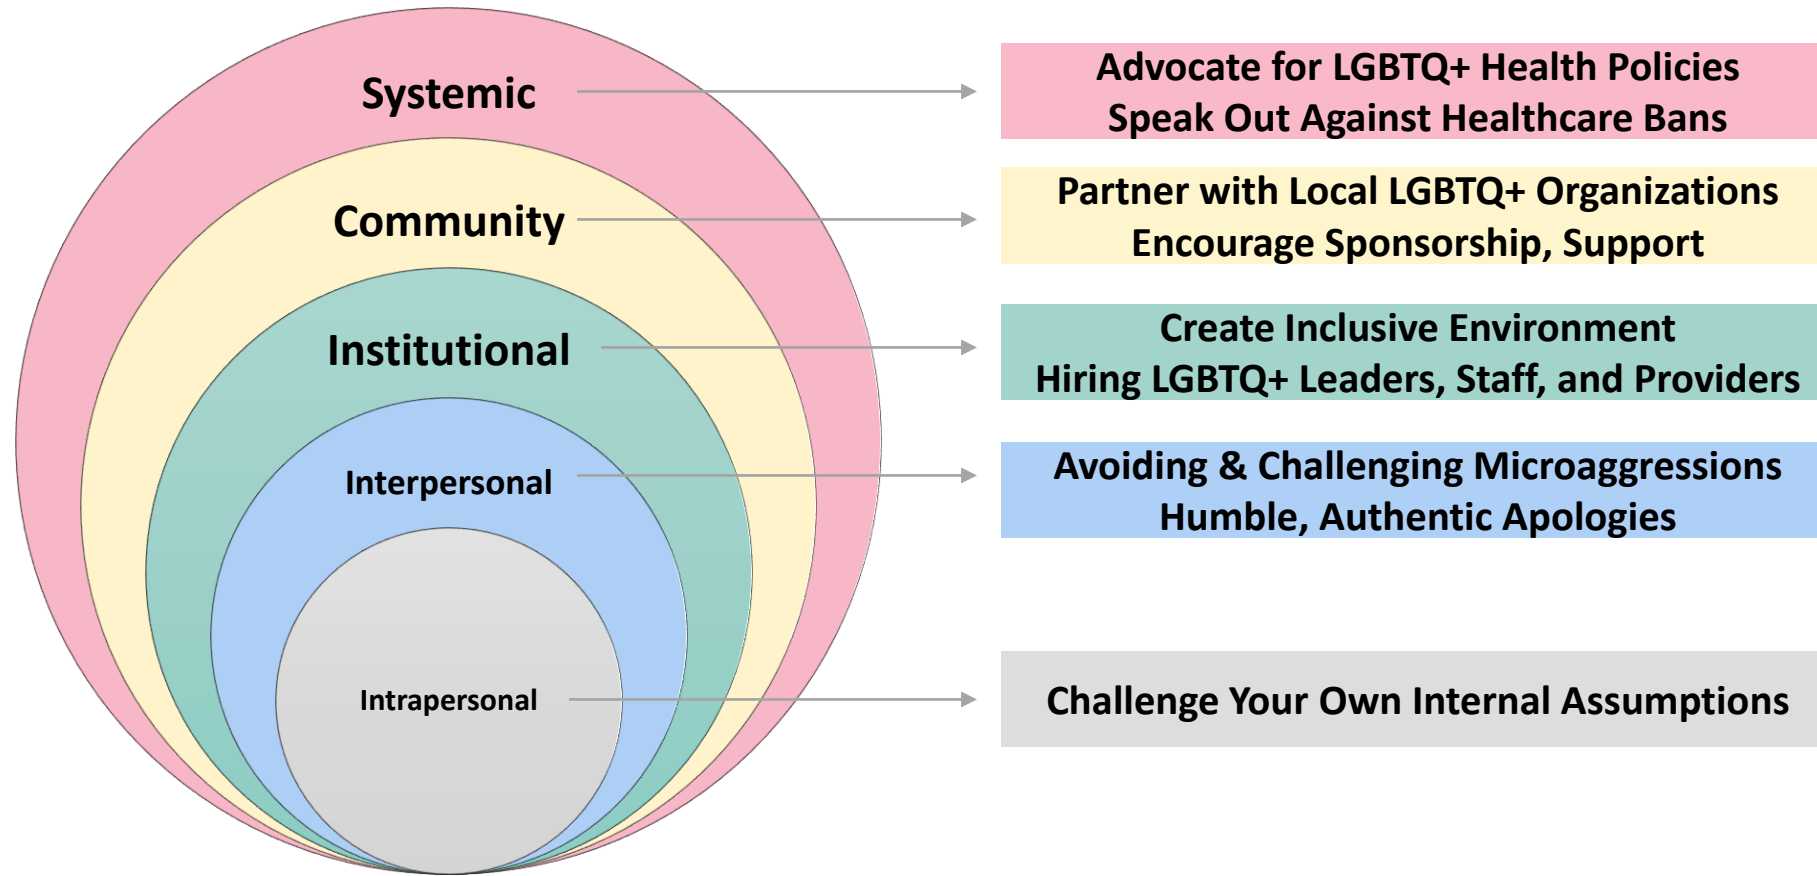 Systemic
Advocate for LGBTQ+ Health Policies
Speak Out Against Healthcare Bans
Community
Partner with Local LGBTQ+ Organizations
Encourage Sponsorship, Support
Institutional
Create Inclusive Environment
Hiring LGBTQ+ Leaders, Staff, and Providers
Interpersonal
Avoiding & Challenging Microaggressions
Humble, Authentic Apologies
Intrapersonal
Challenge Your Own Internal Assumptions